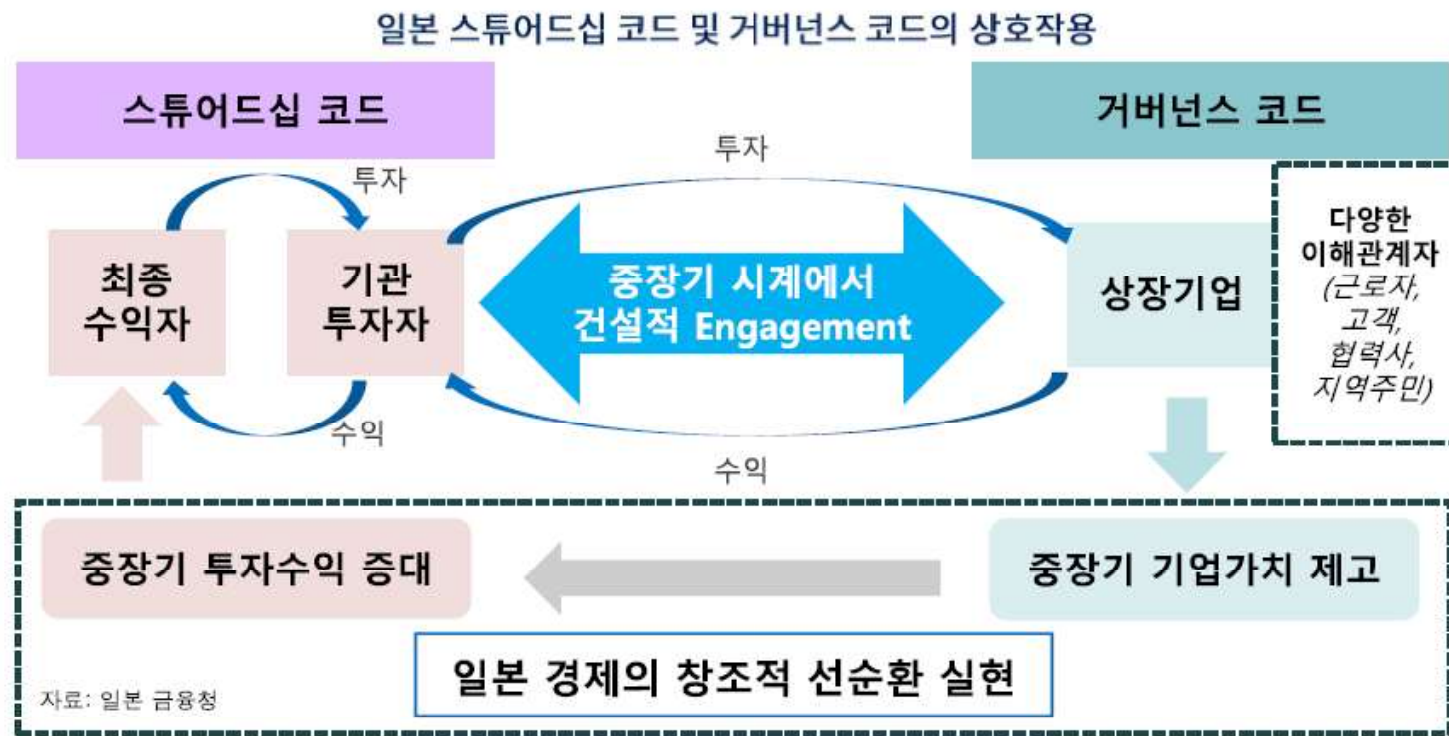 일본 스튜어드십 코드 및 거버넌스 코드의 상호작용
스튜어드십 코드
거버넌스 코드
투자
투자
최종
수익자
기관
투자자
중장기 시계에서
건설적 Engagement
상장기업
다양한
이해관계자
(근로자,
고객,
협력사,
지역주민)
수익
수익
중장기 투자수익 증대
중장기 기업가치 제고
일본 경제의 창조적 선순환 실현
자료: 일본 금융청